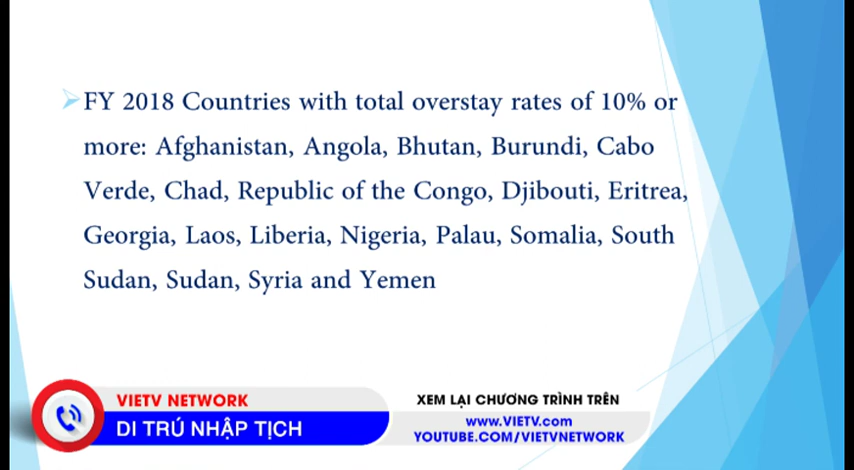 FY 2018 Countries with total overstay rates of 10% or
more: Afghanistan, Angola, Bhutan, Burundi, Cabo
Verde, Chad, Republic of the Congo, Djibouti, Eritrea,
Georgia, Laos, Liberia, Nigeria, Palau, Somalia, South
Sudan, Sudan, Syria and Yemen
VIETV NETWORK
DI TRÚ NHẬP TỊCH
XEM LẠI CHƯƠNG TRÌNH TRÊN
www.VIETV.com
YOUTUBE.COM/VIETVNETWORK